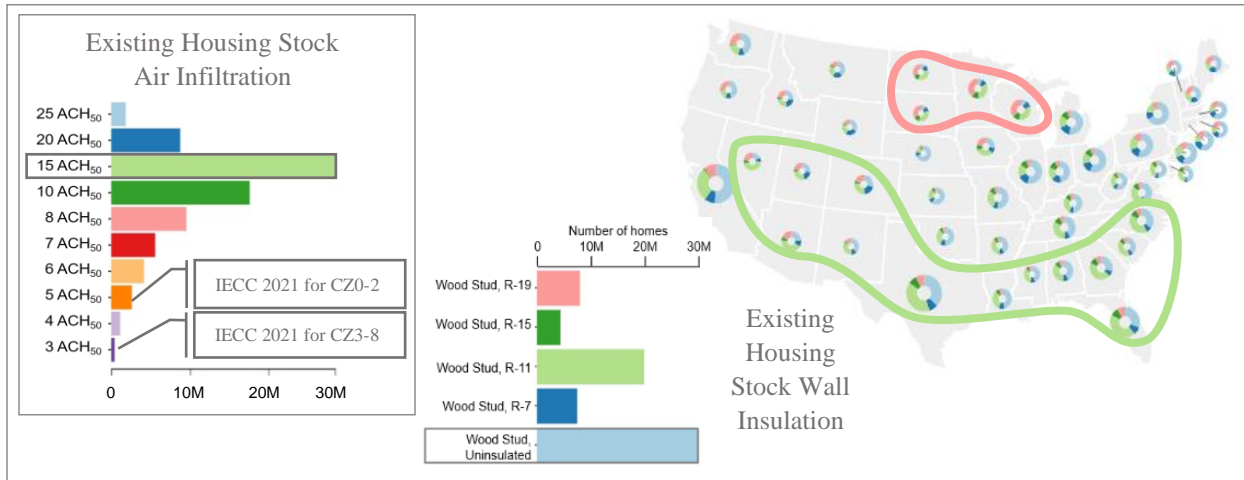 Existing Housing Stock
Air Infiltration
25 ACH₅₀
20 ACH₅₀
15 ACH₅₀
10 ACH₅₀
8 ACH₅₀
7 ACH₅₀
6 ACH₅₀
5 ACH₅₀
4 ACH₅₀
3 ACH₅₀
IECC 2021 for CZ0-2
IECC 2021 for CZ3-8
0 10M 20M 30M
Number of homes
0 10M 20M 30M
Wood Stud, R-19
Wood Stud, R-15
Wood Stud, R-11
Wood Stud, R-7
Wood Stud,
Uninsulated
Existing
Housing
Stock Wall
Insulation